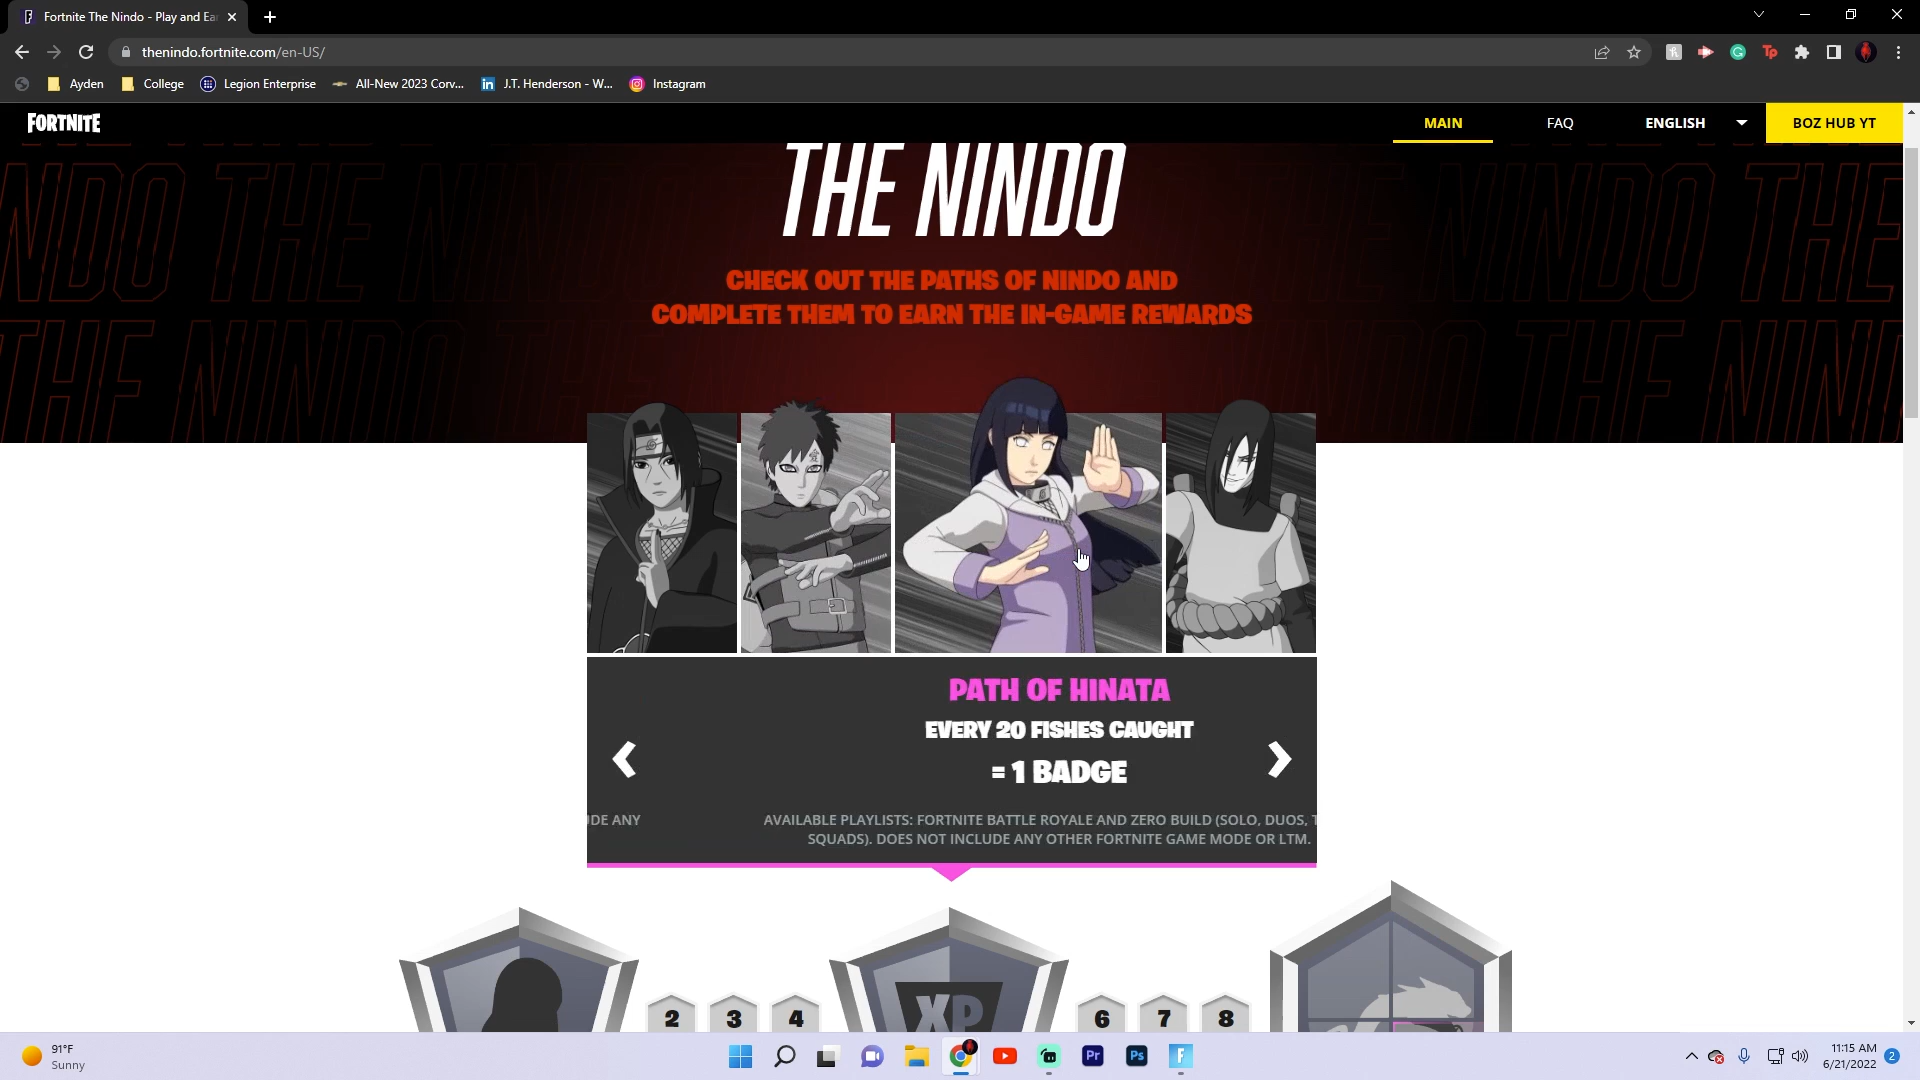 Fortnite The Nindo - Play and Ea
thenindo.fortnite.com/en-US/
Ayden
College
Legion Enterprise
All-New 2023 Corv...
J.T. Henderson - W...
Instagram
FORTNITE
MAIN
FAQ
ENGLISH
BOZ HUB YT
THE NINDO
CHECK OUT THE PATHS OF NINDO AND
COMPLETE THEM TO EARN THE IN-GAME REWARDS
PATH OF HINATA
EVERY 20 FISHES CAUGHT
= 1 BADGE
DE ANY
AVAILABLE PLAYLISTS: FORTNITE BATTLE ROYALE AND ZERO BUILD (SOLO, DUOS, T
SQUADS). DOES NOT INCLUDE ANY OTHER FORTNITE GAME MODE OR LTM.
2
3
4
XP
6
7
8
91°F
Sunny
Pr
Ps
11:15 AM
6/21/2022
2